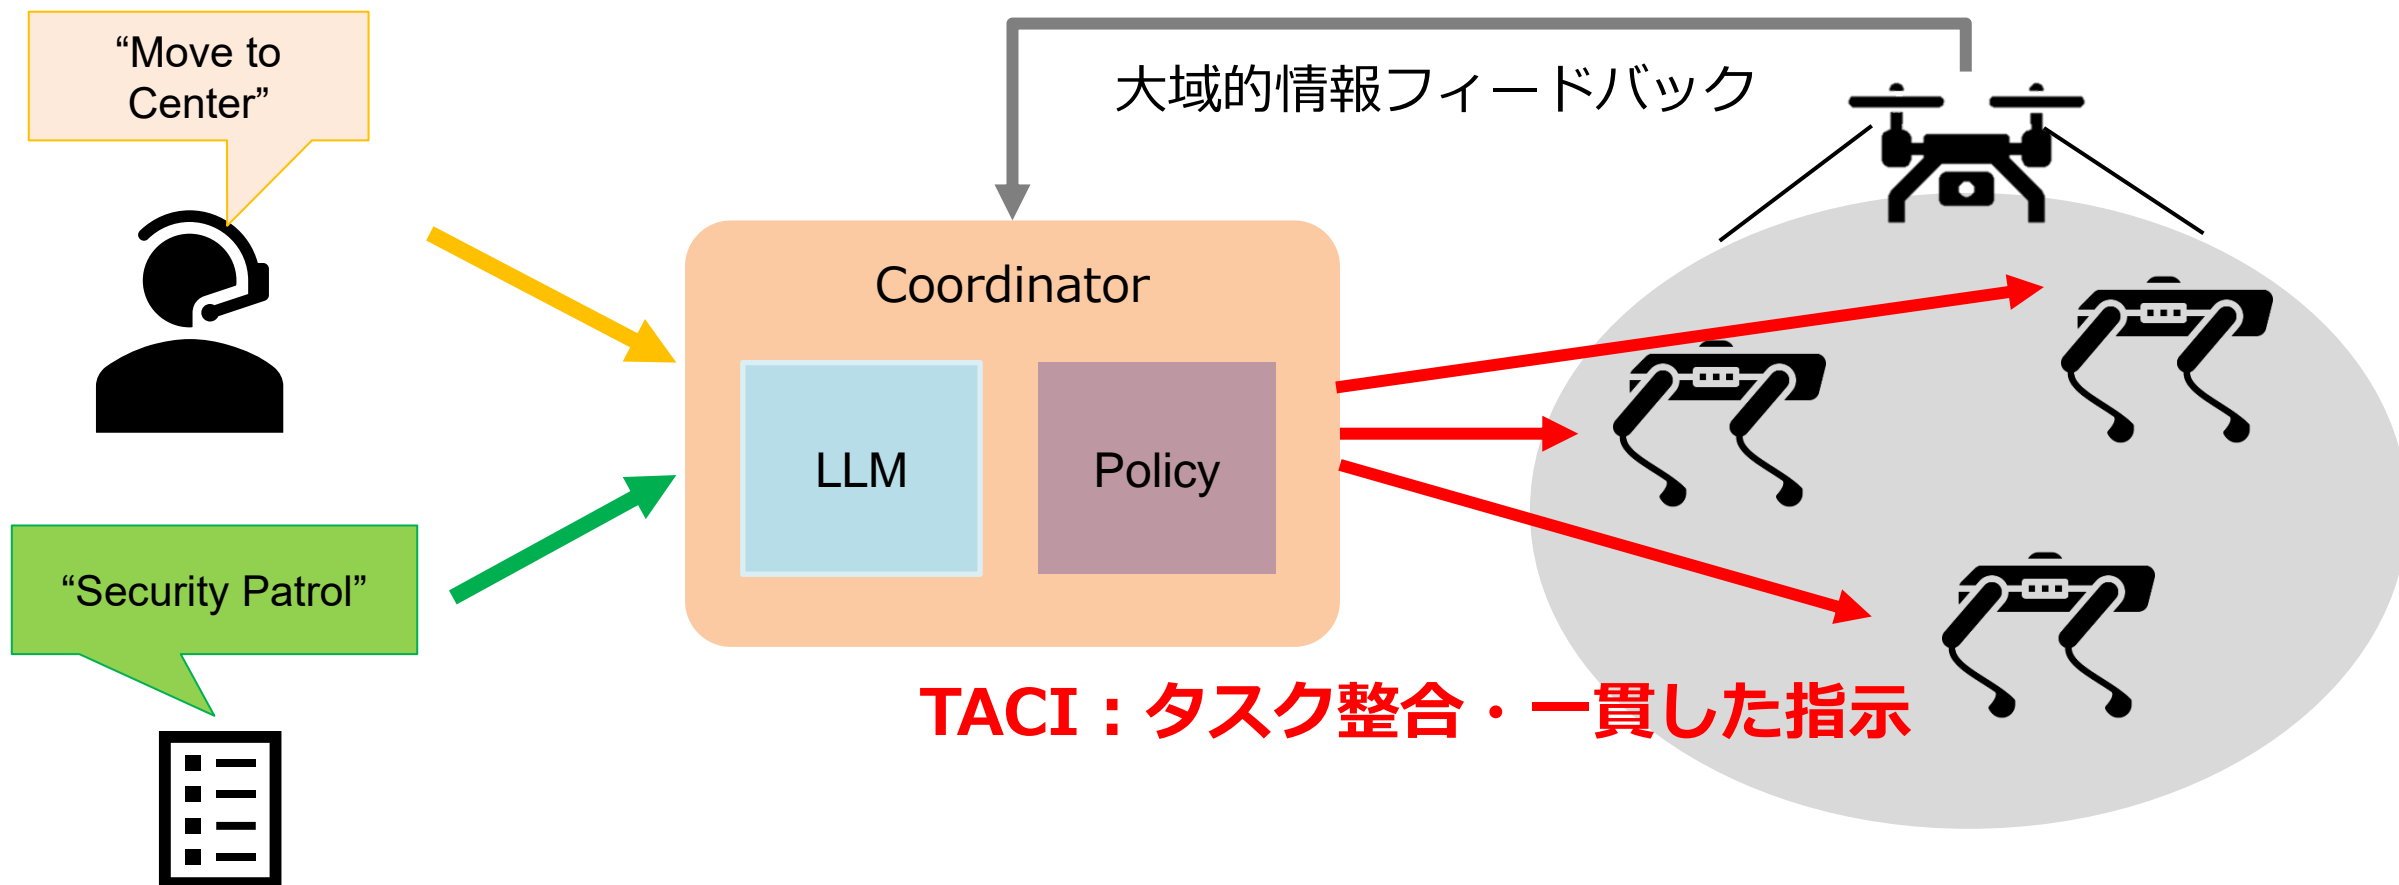 “Move to
Center”
大域的情報フィードバック
Coordinator
LLM
Policy
“Security Patrol”
TACI：タスク整合・一貫した指示